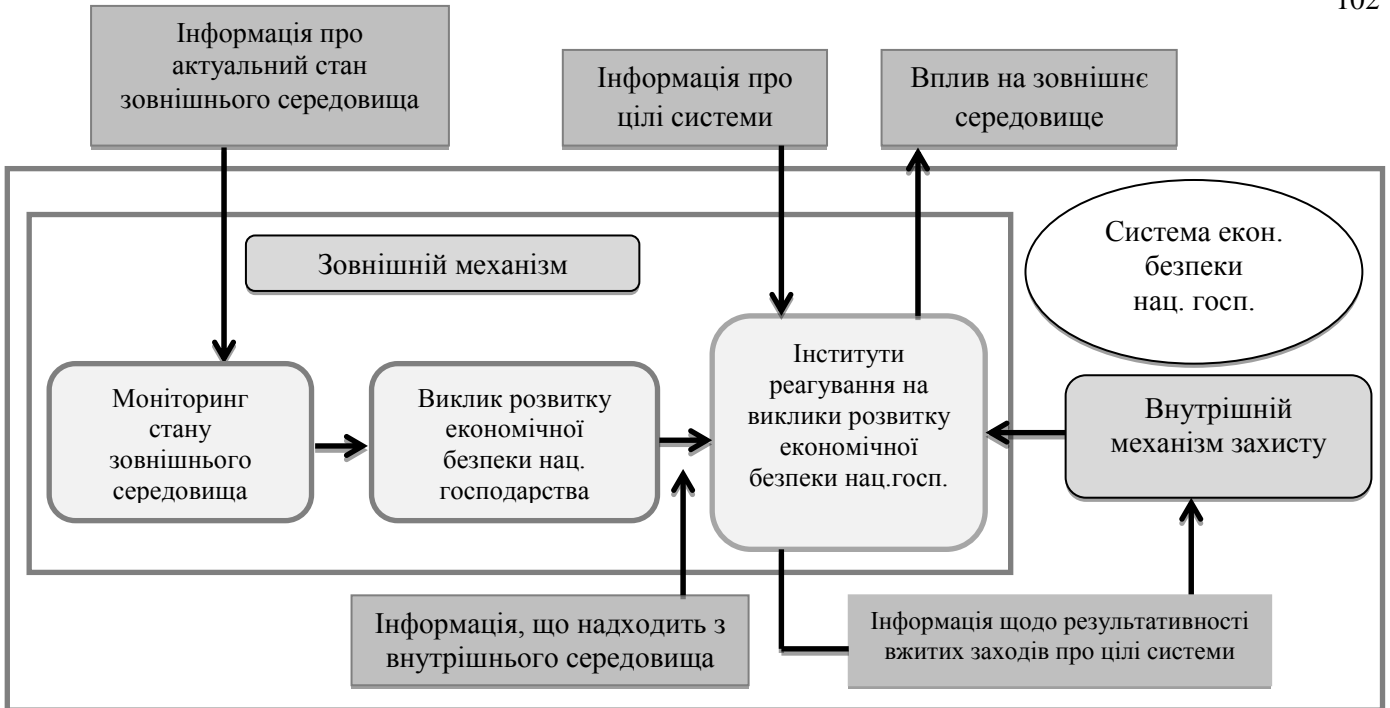 102
Інформація про
актуальний стан
зовнішнього середовища
Інформація про
цілі системи
Вплив на зовнішнє
середовище
Зовнішній механізм
Система екон.
безпеки
нац. госп.
Моніторинг
стану
зовнішнього
середовища
Виклик розвитку
економічної
безпеки нац.
господарства
Інститути
реагування на
виклики розвитку
економічної
безпеки нац.госп.
Внутрішній
механізм захисту
Інформація, що надходить з
внутрішнього середовища
Інформація щодо результативності
вжитих заходів про цілі системи